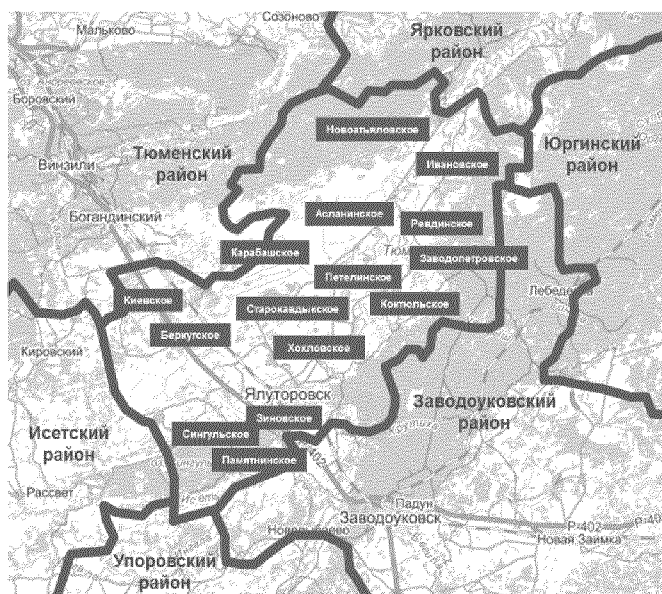 Созоново
Мальково
Ярковский
район
Боровский
Новоатьяловское
Тюменский
район
Винзили
Ивановское
Юргинский
район
Богандинский
Асланинское
Ревдинское
Карабашское
Заводопетровское
Петелинское
Киевское
Старокавдыкское
Коктюльское
Лебедевка
Беркутское
Хохловское
Кировский
Ялуторовск
Зиновское
Заводоуковский
район
Исетский
район
Сингульское
Памятнинское
Рассвет
Исеть
Падун
Заводоуковск
Р-402
Новая Заимка
Упоровский
район